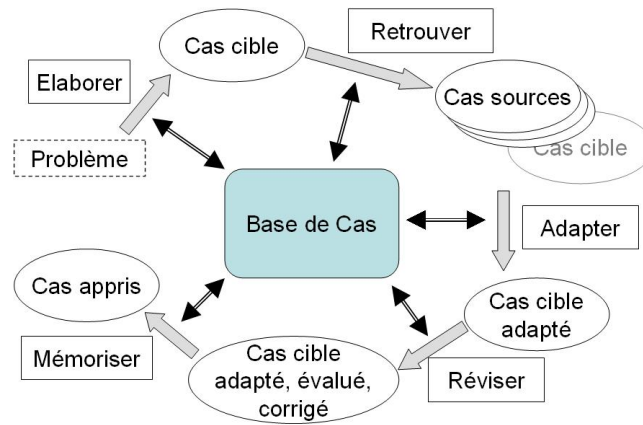 Cas cible
Retrouver
Elaborer
Cas sources
Cas cible
Problème
Base de Cas
Adapter
Cas appris
Cas cible
adapté
Mémoriser
Cas cible
adapté, évalué,
corrigé
Réviser